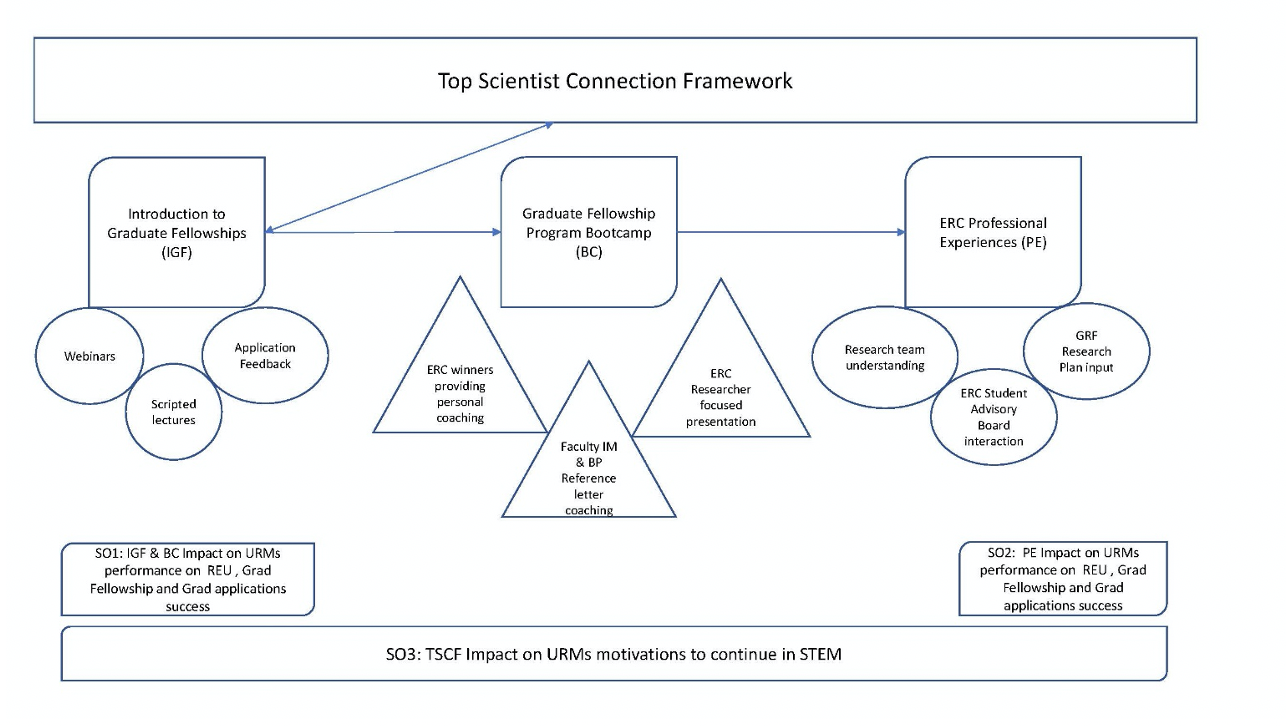 Top Scientist Connection Framework
Introduction to
Graduate Fellowships
(IGF)
Graduate Fellowship
Program Bootcamp
(BC)
ERC Professional
Experiences (PE)
Webinars
Scripted
lectures
Application
Feedback
ERC winners
providing
personal
coaching
Faculty IM
& BP
Reference
letter
coaching
ERC
Researcher
focused
presentation
Research team
understanding
ERC Student
Advisory
Board
interaction
GRF
Research
Plan input
SO1: IGF & BC Impact on URMs
performance on  REU , Grad
Fellowship and Grad applications
success
SO2:  PE Impact on URMs
performance on  REU , Grad
Fellowship and Grad
applications success
SO3: TSCF Impact on URMs motivations to continue in STEM